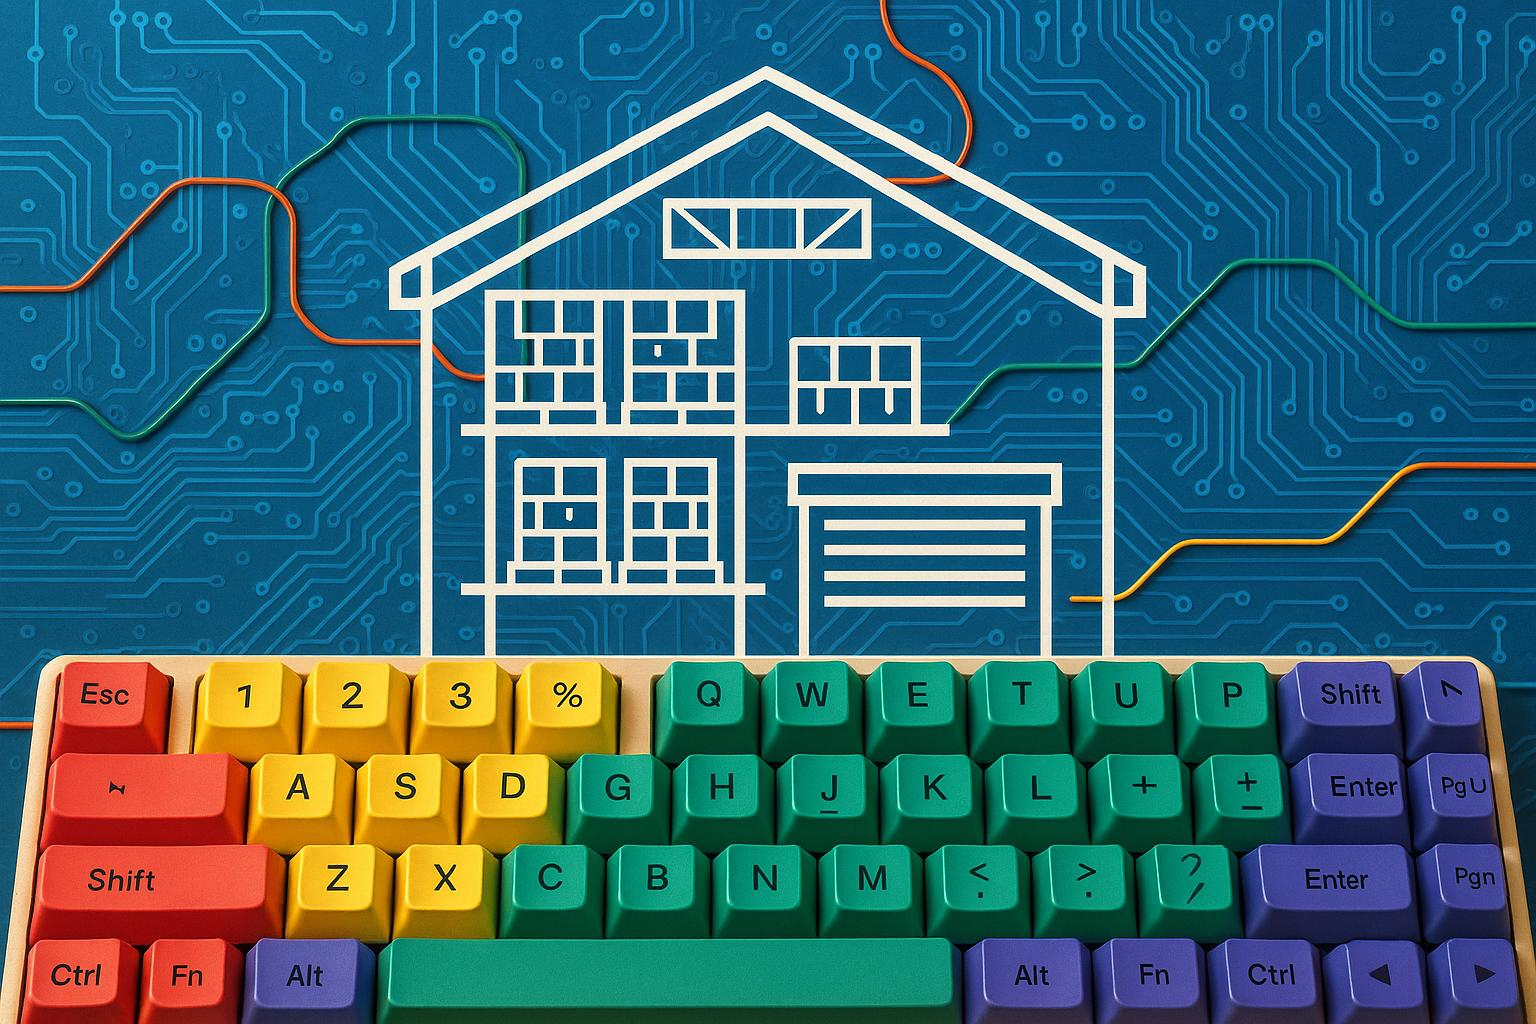 Esc 1 2 3 % Q W E T U P Shift
A S D G H J K L + ± Enter PgU
Shift Z X C B N M < > ? Enter Pgn
Ctrl Fn Alt Alt Fn Ctrl ◀ ▶